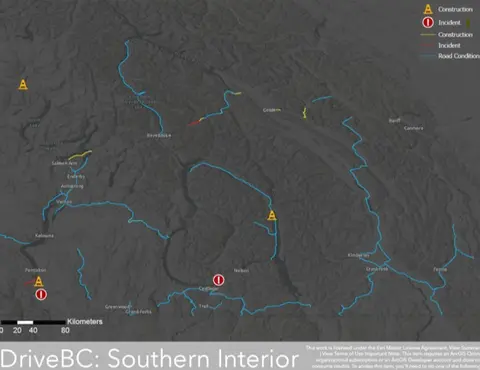 Construction
Incident
Construction
Incident
Road Condition
Golden
Banff
Canmore
Revelstoke
Salmon Arm
Enderby
Armstrong
Vernon
Kelowna
Penticton
Nelson
Castlegar
Trail
Grand Forks
Kimberley
Cranbrook
Fernie
20 40 60 80
Kilometers
DriveBC: Southern Interior
This work is licensed under the Esri Master License Agreement. View Summary
| View Terms of Use Important Note: This item requires an ArcGIS Online
organizational subscription or an ArcGIS Developer account and does not
consume credits. To access this item, you'll need to do one of the following